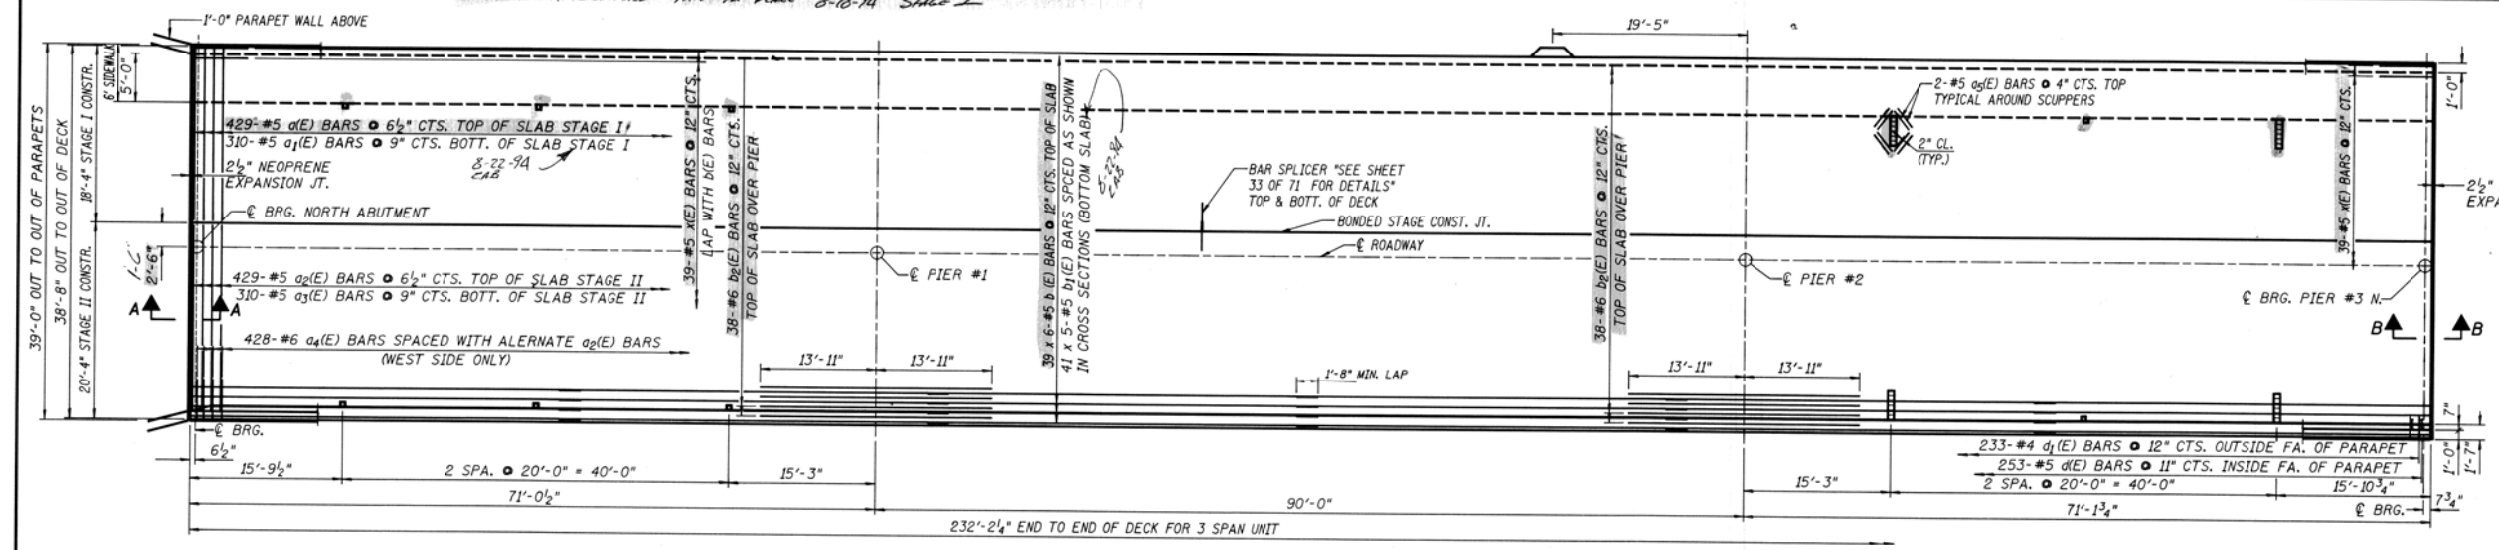 8-18-94 STAGE I
1'-0" PARAPET WALL ABOVE
19'-5"
a
39'-0" OUT TO OUT OF PARAPETS
38'-8" OUT TO OUT OF DECK
18'-4" STAGE I CONSTR.
20'-4" STAGE II CONSTR.
6' SIDEWALK
5'-0"
429-#5 a(E) BARS @ 6½" CTS. TOP OF SLAB STAGE I
310-#5 a1(E) BARS @ 9" CTS. BOTT. OF SLAB STAGE I
8-22-94
CAB
2½" NEOPRENE
EXPANSION JT.
℄ BRG. NORTH ABUTMENT
2'-6"
429-#5 a2(E) BARS @ 6½" CTS. TOP OF SLAB STAGE II
310-#5 a3(E) BARS @ 9" CTS. BOTT. OF SLAB STAGE II
A
A
428-#6 a4(E) BARS SPACED WITH ALERNATE a2(E) BARS
(WEST SIDE ONLY)
39-#5 x(E) BARS @ 12" CTS.
LAP WITH b(E) BARS
38-#6 b2(E) BARS @ 12" CTS.
TOP OF SLAB OVER PIER
℄ PIER #1
39 x 6-#5 b (E) BARS @ 12" CTS. TOP OF SLAB
41 x 5-#5 b1(E) BARS SPCED AS SHOWN
IN CROSS SECTIONS (BOTTOM SLAB)
8-22-94
CAB
BAR SPLICER "SEE SHEET
33 OF 71 FOR DETAILS"
TOP & BOTT. OF DECK
BONDED STAGE CONST. JT.
℄ ROADWAY
38-#6 b2(E) BARS @ 12" CTS.
TOP OF SLAB OVER PIER
℄ PIER #2
2-#5 a5(E) BARS @ 4" CTS. TOP
TYPICAL AROUND SCUPPERS
2" CL.
(TYP.)
39-#5 x(E) BARS @ 12" CTS.
1'-0"
2½"
EXPA
℄ BRG. PIER #3 N.
B
B
13'-11"
13'-11"
1'-8" MIN. LAP
13'-11"
13'-11"
7"
℄ BRG.
6½"
233-#4 d1(E) BARS @ 12" CTS. OUTSIDE FA. OF PARAPET
253-#5 d(E) BARS @ 11" CTS. INSIDE FA. OF PARAPET
1'-0"
1'-7"
15'-9½"
2 SPA. @ 20'-0" = 40'-0"
15'-3"
15'-3"
2 SPA. @ 20'-0" = 40'-0"
15'-10¾"
7¾"
71'-0½"
90'-0"
71'-1¾"
℄ BRG.
232'-2¼" END TO END OF DECK FOR 3 SPAN UNIT